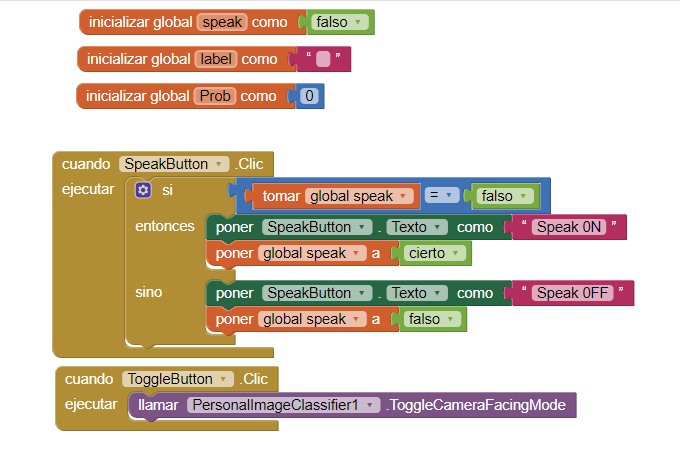 inicializar global speak como falso
inicializar global label como " "
inicializar global Prob como 0
cuando SpeakButton .Clic
ejecutar si tomar global speak = falso
entonces poner SpeakButton . Texto como " Speak 0N "
poner global speak a cierto
sino poner SpeakButton . Texto como " Speak 0FF "
poner global speak a falso
cuando ToggleButton .Clic
ejecutar llamar PersonalImageClassifier1 .ToggleCameraFacingMode